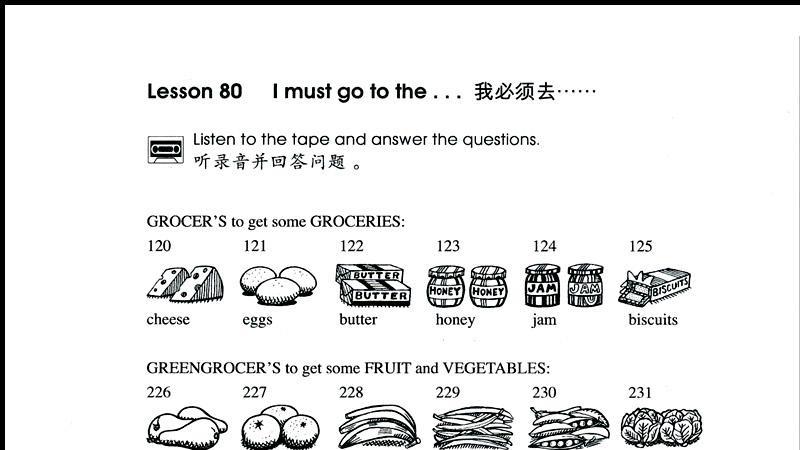 Lesson 80 I must go to the . . . 我必须去……
Listen to the tape and answer the questions.
听录音并回答问题。
GROCER'S to get some GROCERIES:
120 121 122 123 124 125
BUTTER
BUTTER HONEY HONEY JAM JAM BISCUITS
cheese eggs butter honey jam biscuits
GREENGROCER'S to get some FRUIT and VEGETABLES:
226 227 228 229 230 231